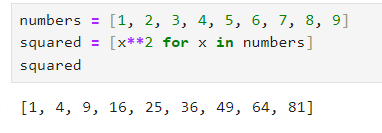 numbers = [1, 2, 3, 4, 5, 6, 7, 8, 9]
squared = [x**2 for x in numbers]
squared
[1, 4, 9, 16, 25, 36, 49, 64, 81]